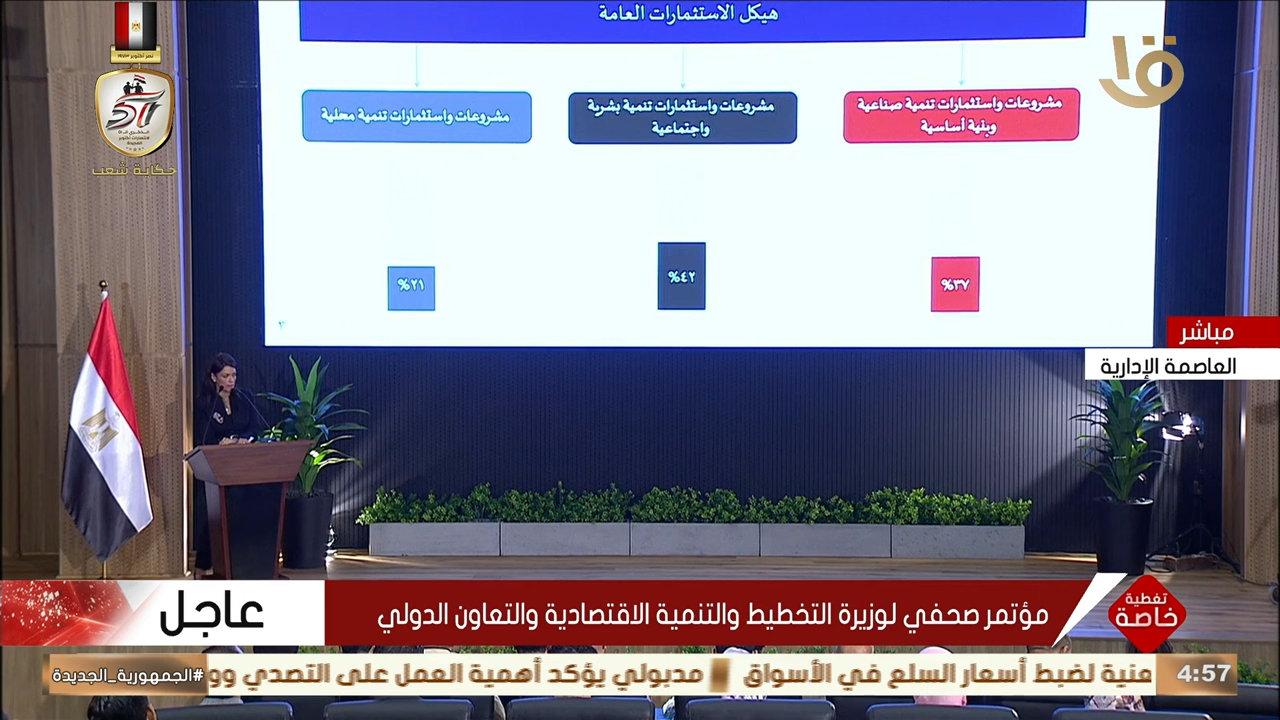 هيكل الاستثمارات العامة
مشروعات واستثمارات تنمية صناعية
وبنية أساسية
مشروعات واستثمارات تنمية بشرية
واجتماعية
مشروعات واستثمارات تنمية محلية
%٣٧
%٤٢
%٢١
٣
حكاية شعب
مباشر
العاصمة الإدارية
تغطية
خاصة
مؤتمر صحفي لوزيرة التخطيط والتنمية الاقتصادية والتعاون الدولي
عاجل
4:57
عنية لضبط أسعار السلع في الأسواق
مدبولي يؤكد أهمية العمل على التصدي وو
#الجمهورية_الجديدة